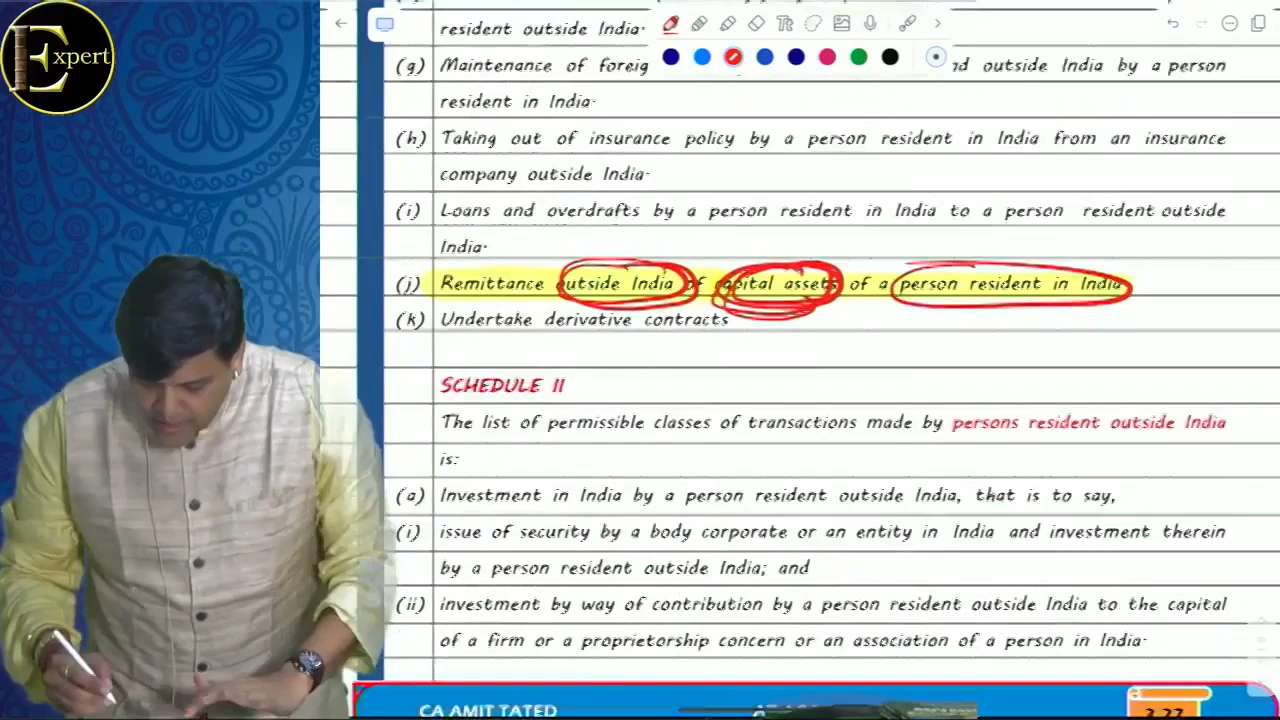 Expert
resident outside India.
(g) Maintenance of foreig d outside India by a person
resident in India.
(h) Taking out of insurance policy by a person resident in India from an insurance
company outside India.
(i) Loans and overdrafts by a person resident in India to a person resident outside
India.
(j) Remittance outside India of capital assets of a person resident in India
(k) Undertake derivative contracts
SCHEDULE II
The list of permissible classes of transactions made by persons resident outside India
is:
(a) Investment in India by a person resident outside India, that is to say,
(i) issue of security by a body corporate or an entity in India and investment therein
by a person resident outside India; and
(ii) investment by way of contribution by a person resident outside India to the capital
of a firm or a proprietorship concern or an association of a person in India.
CA AMIT TATED